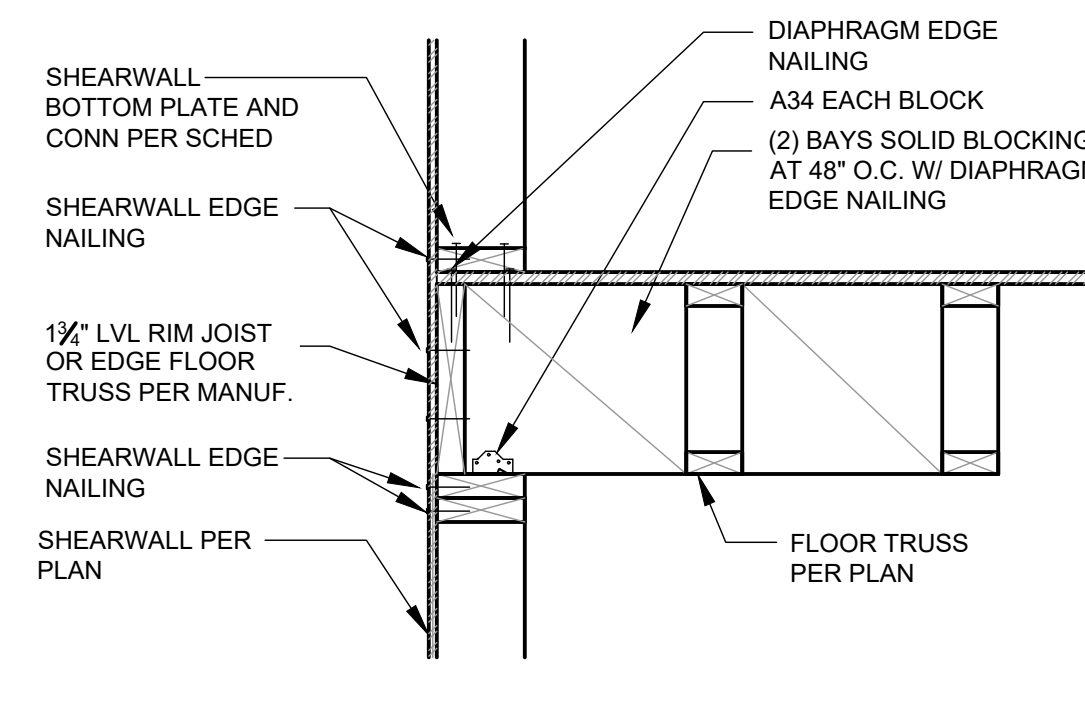 SHEARWALL
BOTTOM PLATE AND
CONN PER SCHED
SHEARWALL EDGE
NAILING
1 3/4" LVL RIM JOIST
OR EDGE FLOOR
TRUSS PER MANUF.
SHEARWALL EDGE
NAILING
SHEARWALL PER
PLAN
DIAPHRAGM EDGE
NAILING
A34 EACH BLOCK
(2) BAYS SOLID BLOCKING
AT 48" O.C. W/ DIAPHRAGM
EDGE NAILING
FLOOR TRUSS
PER PLAN